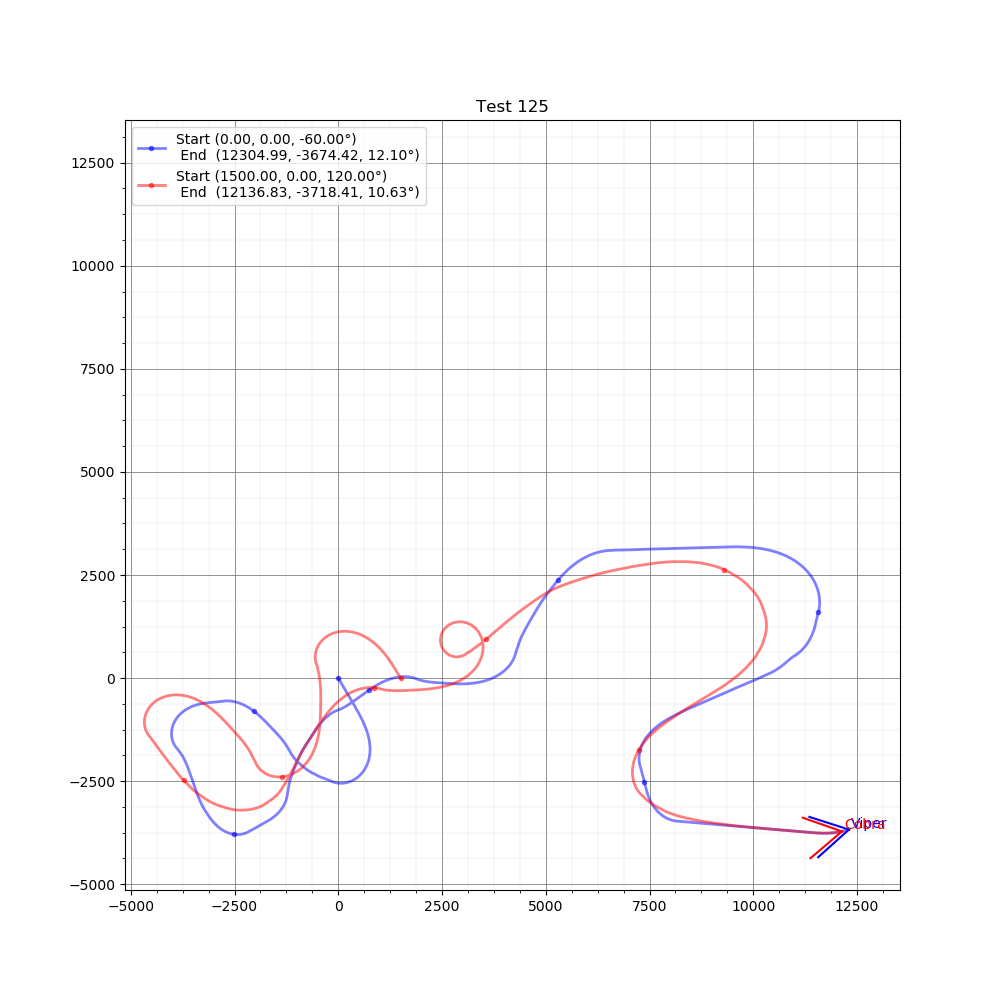 Test 125
Start (0.00, 0.00, -60.00°)
End (12304.99, -3674.42, 12.10°)
Start (1500.00, 0.00, 120.00°)
End (12136.83, -3718.41, 10.63°)
12500
10000
7500
5000
2500
0
−2500
−5000
Viper
Cobra
−5000 −2500 0 2500 5000 7500 10000 12500